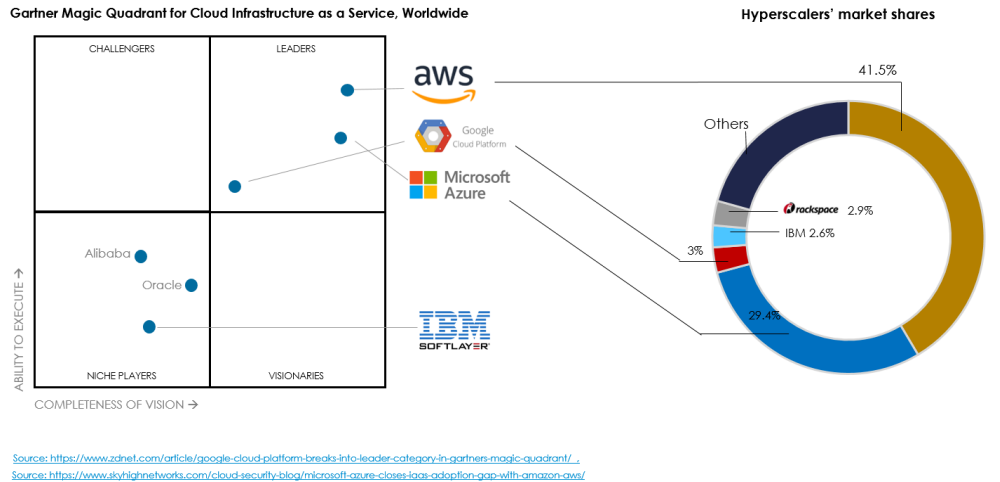 Gartner Magic Quadrant for Cloud Infrastructure as a Service, Worldwide
Hyperscalers’ market shares
CHALLENGERS
LEADERS
aws
Google
Cloud Platform
Microsoft
Azure
Alibaba
Oracle
IBM
SOFTLAYER
NICHE PLAYERS
VISIONARIES
ABILITY TO EXECUTE →
COMPLETENESS OF VISION →
41.5%
Others
rackspace 2.9%
IBM 2.6%
3%
29.4%
Source: https://www.zdnet.com/article/google-cloud-platform-breaks-into-leader-category-in-gartners-magic-quadrant/ .
Source: https://www.skyhighnetworks.com/cloud-security-blog/microsoft-azure-closes-iaas-adoption-gap-with-amazon-aws/